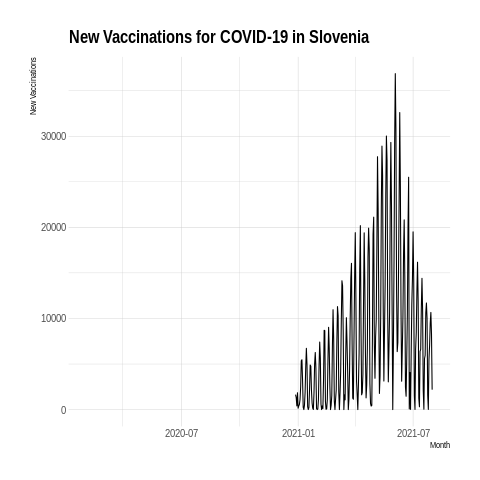 New Vaccinations for COVID-19 in Slovenia
New Vaccinations
30000
20000
10000
0
2020-07
2021-01
2021-07
Month